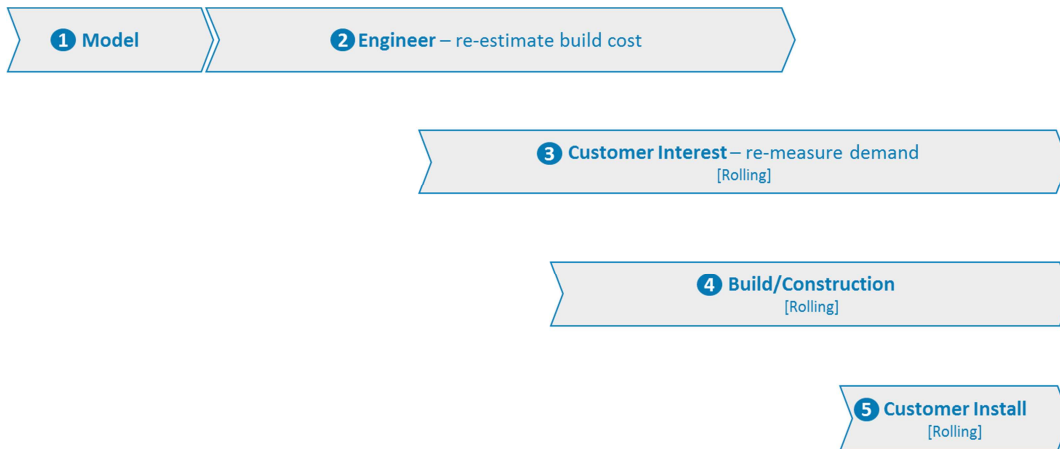 1 Model
2 Engineer – re-estimate build cost
3 Customer Interest – re-measure demand
[Rolling]
4 Build/Construction
[Rolling]
5 Customer Install
[Rolling]